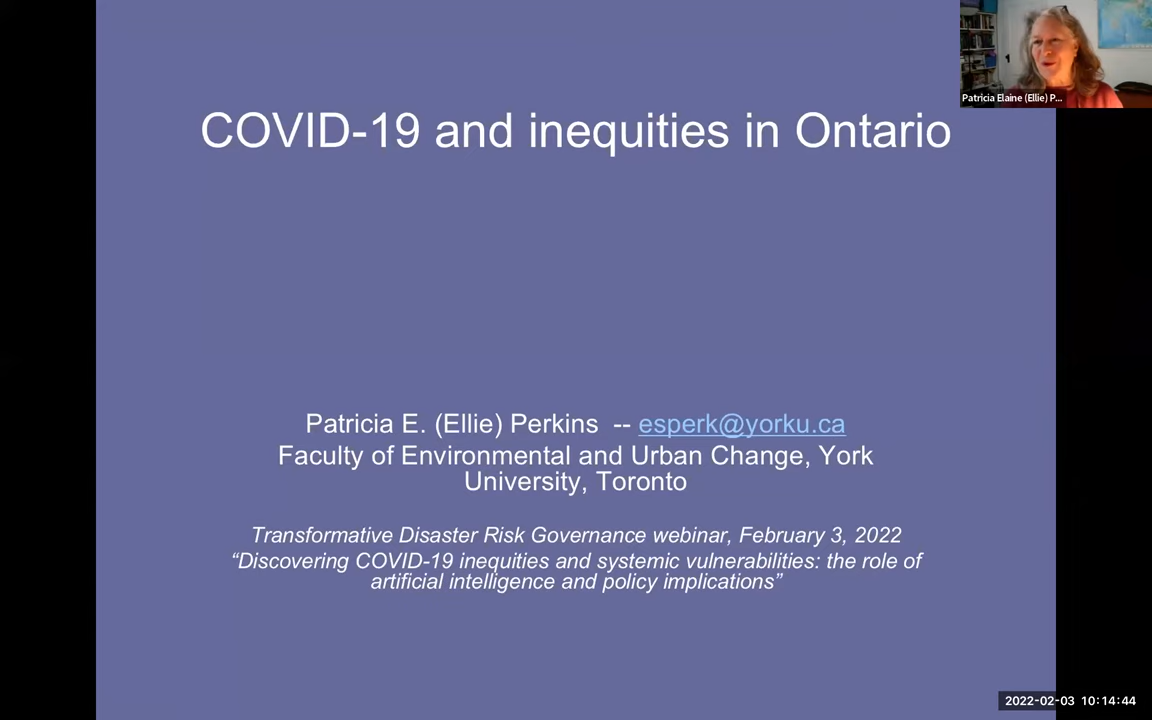 Patricia Elaine (Ellie) P...
COVID-19 and inequities in Ontario
Patricia E. (Ellie) Perkins -- esperk@yorku.ca
Faculty of Environmental and Urban Change, York
University, Toronto
Transformative Disaster Risk Governance webinar, February 3, 2022
“Discovering COVID-19 inequities and systemic vulnerabilities: the role of
artificial intelligence and policy implications”
2022-02-03 10:14:44